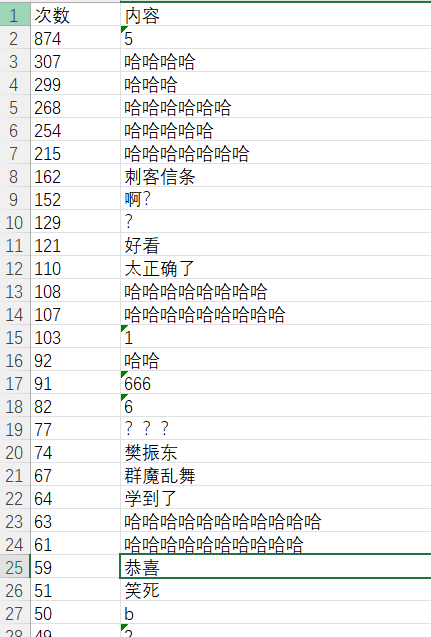 1 次数 内容
2 874 5
3 307 哈哈哈哈
4 299 哈哈哈
5 268 哈哈哈哈哈哈
6 254 哈哈哈哈哈
7 215 哈哈哈哈哈哈哈
8 162 刺客信条
9 152 啊?
10 129 ?
11 121 好看
12 110 太正确了
13 108 哈哈哈哈哈哈哈哈
14 107 哈哈哈哈哈哈哈哈哈
15 103 1
16 92 哈哈
17 91 666
18 82 6
19 77 ？？？
20 74 樊振东
21 67 群魔乱舞
22 64 学到了
23 63 哈哈哈哈哈哈哈哈哈哈哈
24 61 哈哈哈哈哈哈哈哈哈哈
25 59 恭喜
26 51 笑死
27 50 b
28 49 2